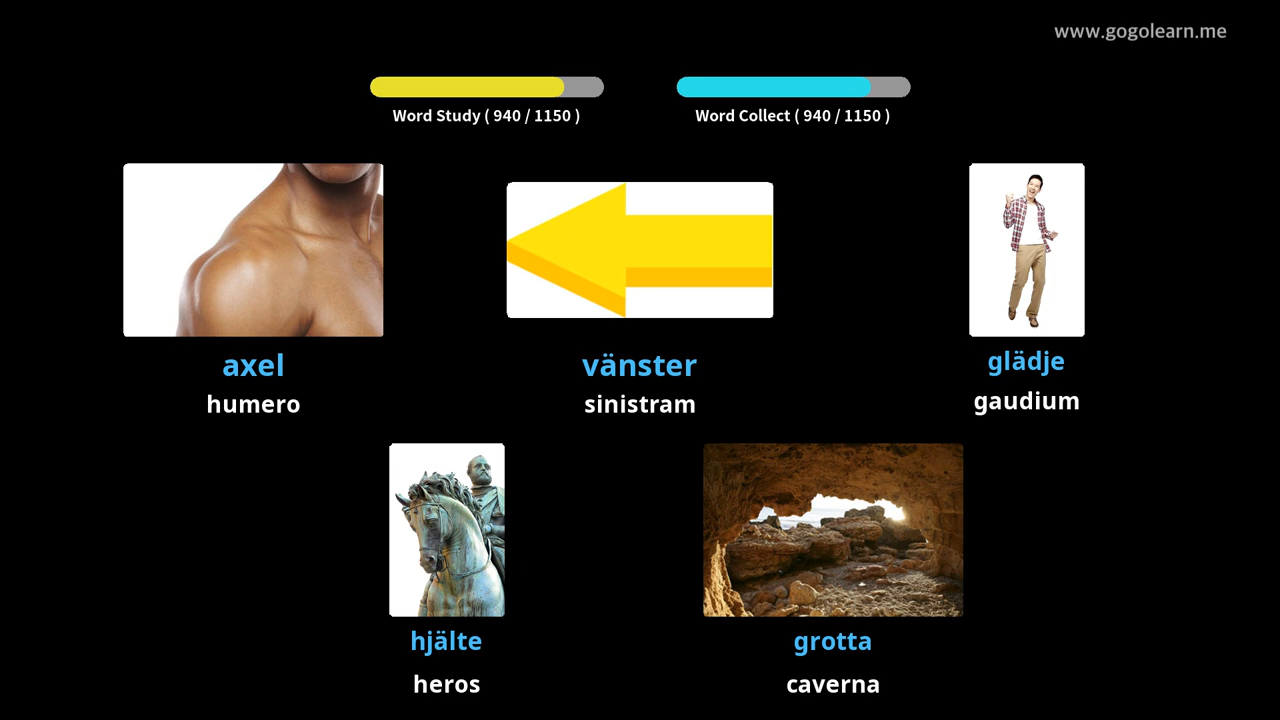 www.gogolearn.me
Word Study ( 940 / 1150 )
Word Collect ( 940 / 1150 )
axel
humero
vänster
sinistram
glädje
gaudium
hjälte
heros
grotta
caverna